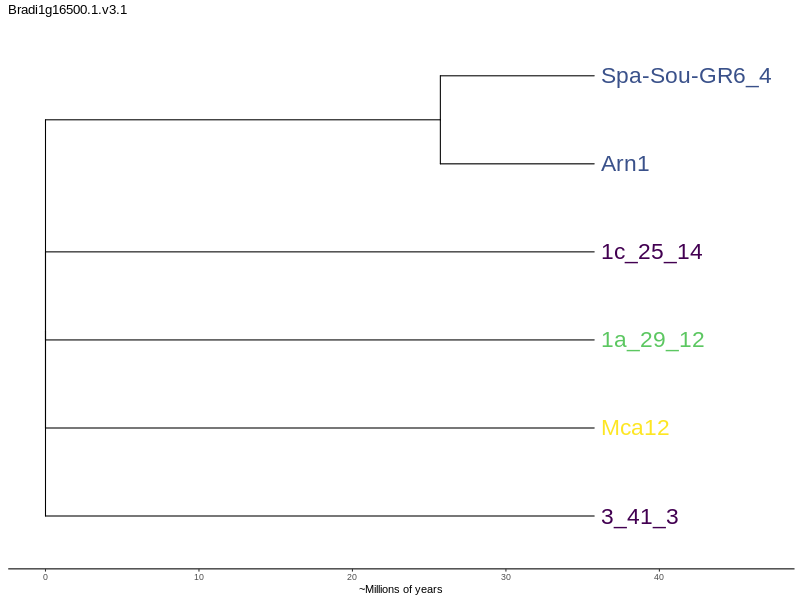 Bradi1g16500.1.v3.1
Spa-Sou-GR6_4
Arn1
1c_25_14
1a_29_12
Mca12
3_41_3
0 10 20 30 40
~Millions of years